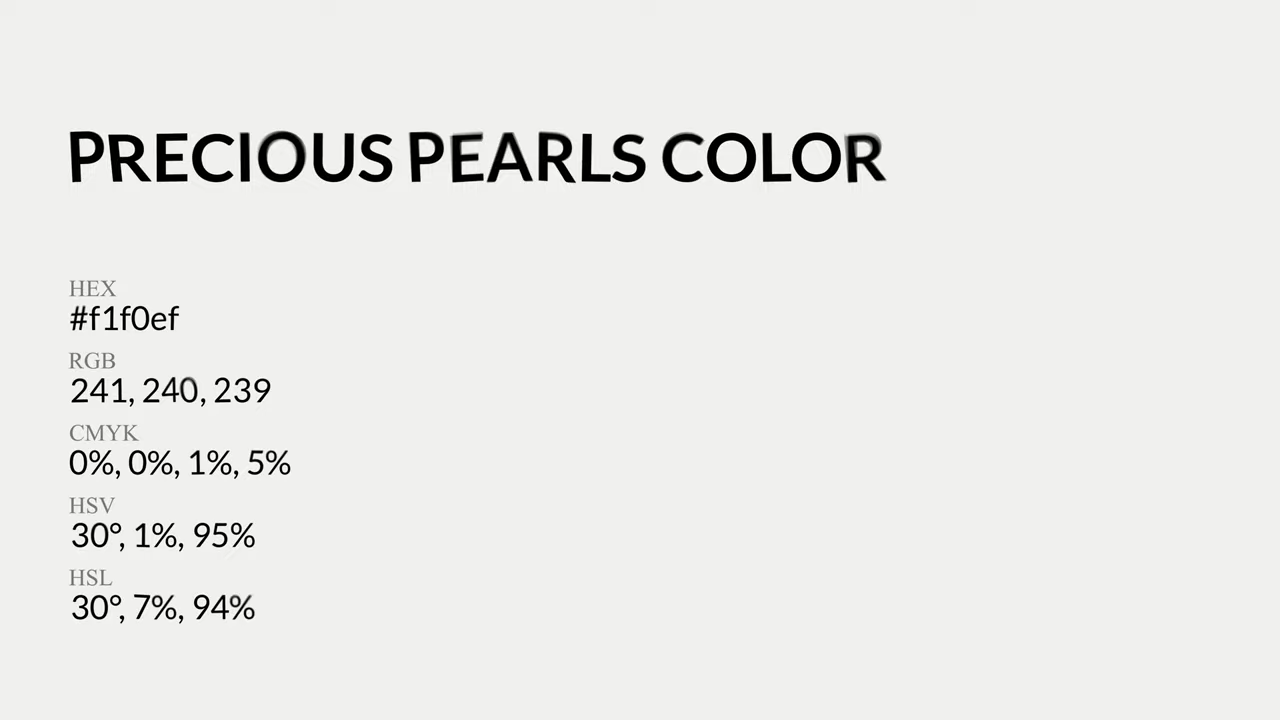 PRECIOUS PEARLS COLOR
HEX
#f1f0ef
RGB
241, 240, 239
CMYK
0%, 0%, 1%, 5%
HSV
30°, 1%, 95%
HSL
30°, 7%, 94%